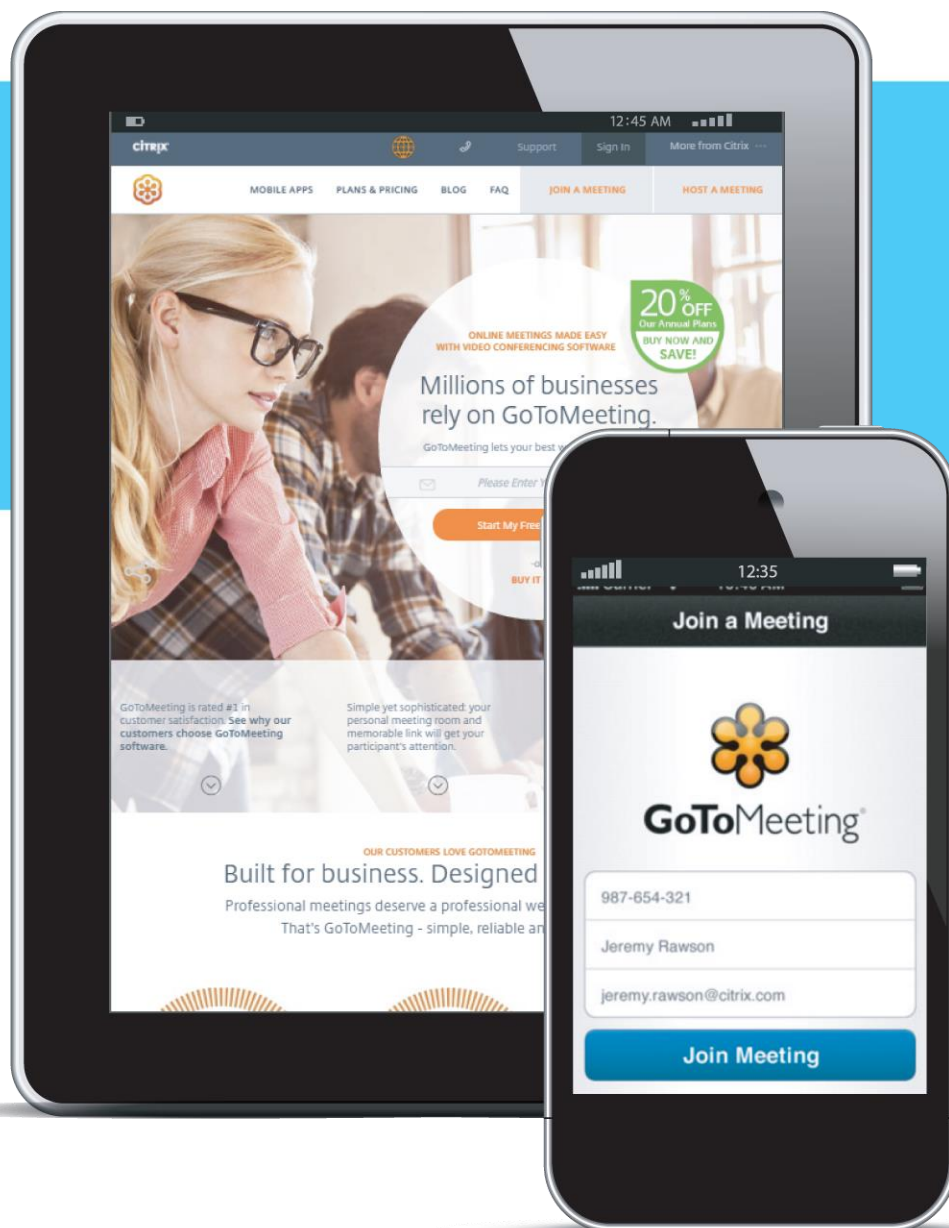 12:45 AM
CITRIX
Support
Sign In
More from Citrix ...
MOBILE APPS
PLANS & PRICING
BLOG
FAQ
JOIN A MEETING
HOST A MEETING
20% OFF
Our Annual Plans
BUY NOW AND
SAVE!
ONLINE MEETINGS MADE EASY
WITH VIDEO CONFERENCING SOFTWARE
Millions of businesses
rely on GoToMeeting.
GoToMeeting lets your best
Please Enter
Start My Free
BUY IT
GoToMeeting is rated #1 in
customer satisfaction. See why our
customers choose GoToMeeting
software.
Simple yet sophisticated: your
personal meeting room and
memorable link will get your
participant's attention.
OUR CUSTOMERS LOVE GOTOMEETING
Built for business. Designed
Professional meetings deserve a professional
That's GoToMeeting - simple, reliable
12:35
Join a Meeting
GoToMeeting
987-654-321
Jeremy Rawson
jeremy.rawson@citrix.com
Join Meeting